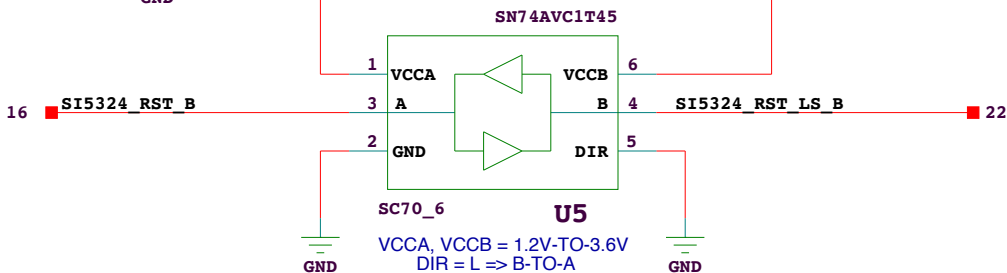 GND
SN74AVC1T45
1 VCCA VCCB 6
16 SI5324_RST_B 3 A B 4 SI5324_RST_LS_B 22
2 GND DIR 5
SC70_6 U5
VCCA, VCCB = 1.2V-TO-3.6V
DIR = L => B-TO-A
GND GND